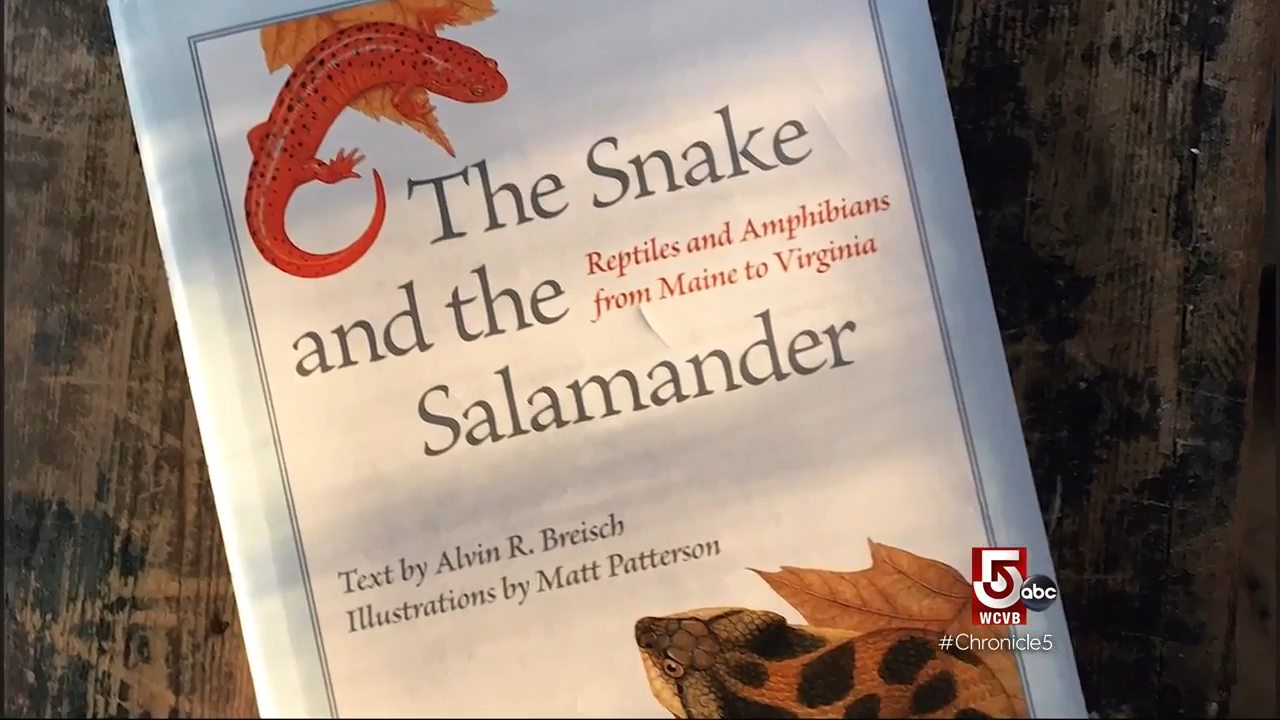 The Snake
and the
Reptiles and Amphibians
from Maine to Virginia
Salamander
Text by Alvin R. Breisch
Illustrations by Matt Patterson
5
abc
WCVB
#Chronicle5